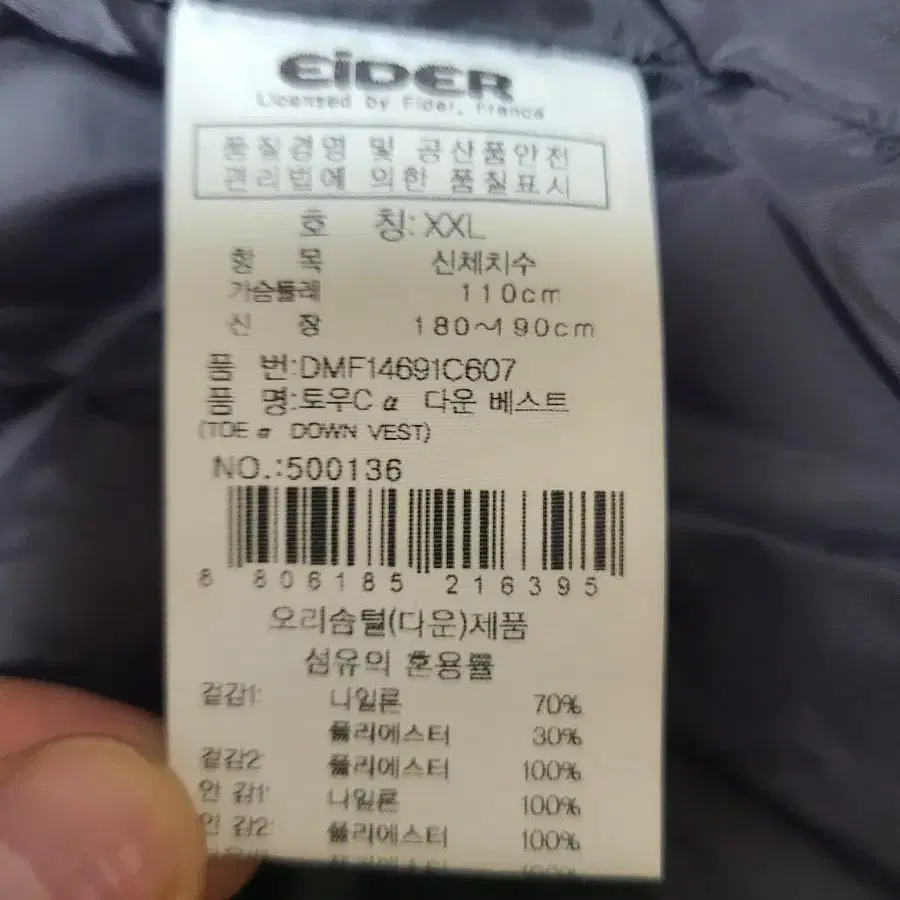 EiDER
Licensed by Eider, France
품질경영 및 공산품안전
관리법에 의한 품질표시
호 칭:XXL
항 목 신체치수
가슴둘레 110cm
신 장 180~190cm
품 번:DMF14691C607
품 명:토우C α 다운 베스트
(TOE α DOWN VEST)
NO.:500136
8 806185 216395
오리솜털(다운)제품
섬유의 혼용률
겉감1: 나일론 70%
폴리에스터 30%
겉감2: 폴리에스터 100%
안 감1: 나일론 100%
안 감2: 폴리에스터 100%